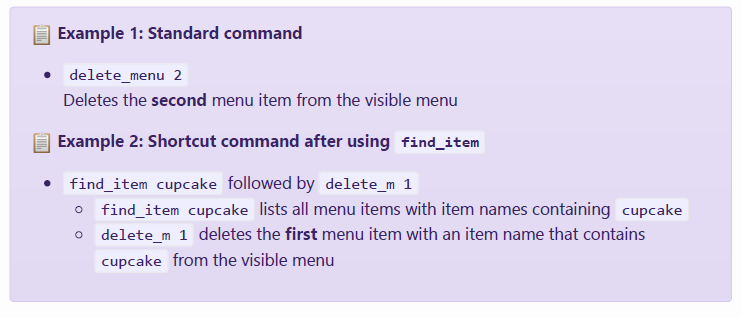 Example 1: Standard command
delete_menu 2
Deletes the second menu item from the visible menu
Example 2: Shortcut command after using find_item
find_item cupcake followed by delete_m 1
find_item cupcake lists all menu items with item names containing cupcake
delete_m 1 deletes the first menu item with an item name that contains
cupcake from the visible menu